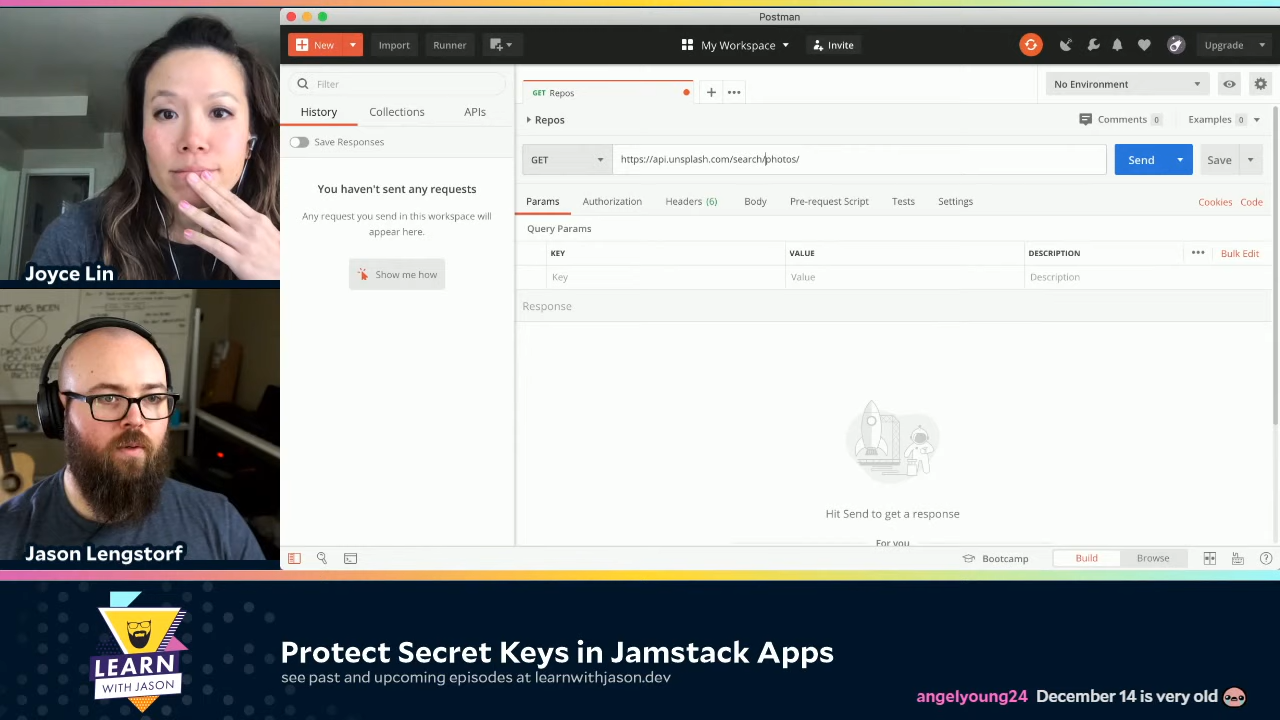 Postman
New
Import
Runner
My Workspace
Invite
Upgrade
Filter
History
Collections
APIs
Save Responses
You haven't sent any requests
Any request you send in this workspace will
appear here.
Show me how
GET Repos
No Environment
Repos
Comments 0
Examples 0
GET
https://api.unsplash.com/search/photos/
Send
Save
Params
Authorization
Headers (6)
Body
Pre-request Script
Tests
Settings
Cookies
Code
Query Params
KEY
VALUE
DESCRIPTION
Bulk Edit
Key
Value
Description
Response
Hit Send to get a response
For you
Bootcamp
Build
Browse
Joyce Lin
Jason Lengstorf
LEARN
WITH JASON
Protect Secret Keys in Jamstack Apps
see past and upcoming episodes at learnwithjason.dev
angelyoung24 December 14 is very old